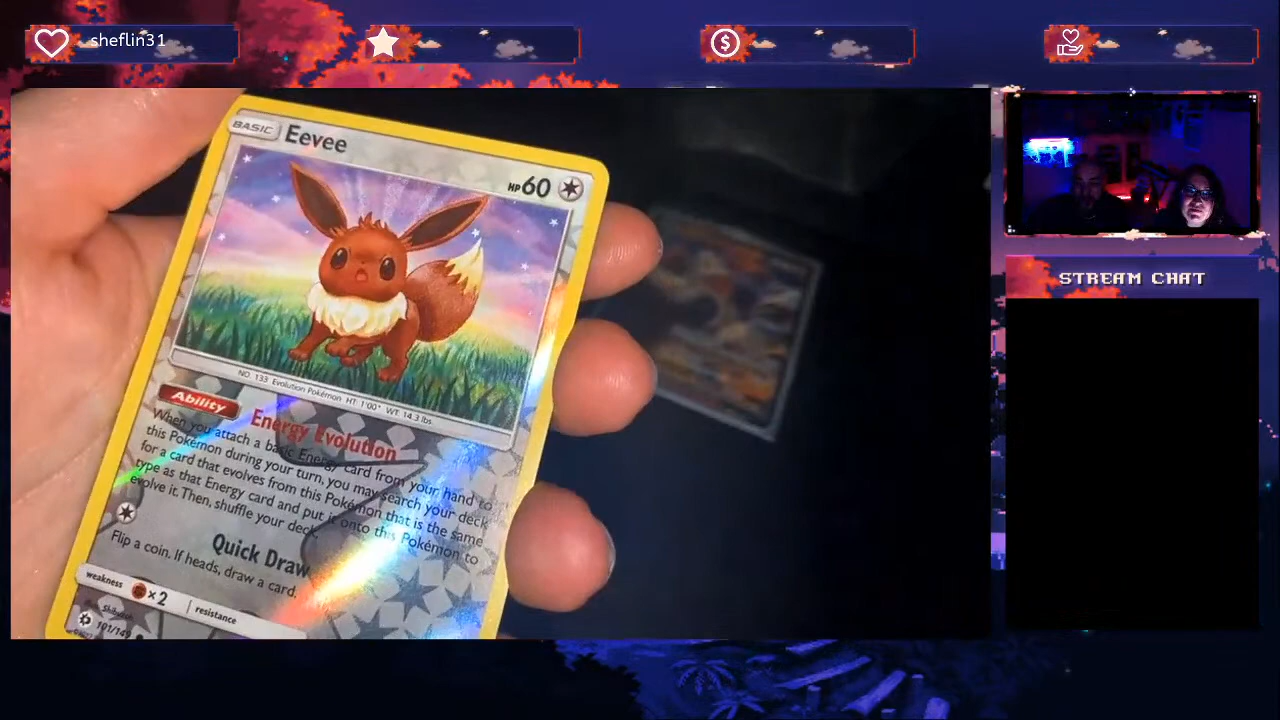 sheflin31
STREAM CHAT
BASIC Eevee HP60
NO. 133 Evolution Pokémon HT: 1'00" WT: 14.3 lbs.
Ability Energy Evolution
When you attach a basic Energy card from your hand to
this Pokémon during your turn, you may search your deck
for a card that evolves from this Pokémon that is the same
type as that Energy card and put it onto this Pokémon to
evolve it. Then, shuffle your deck.
Quick Draw
Flip a coin. If heads, draw a card.
weakness ×2 resistance
101/149